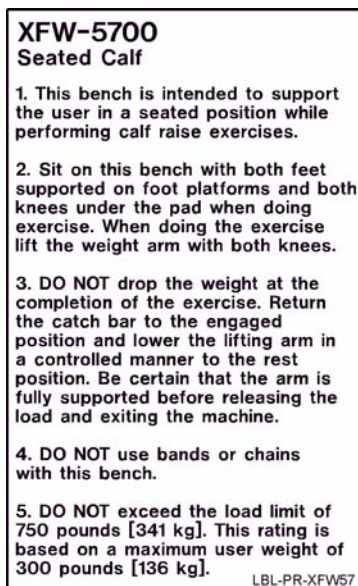 XFW-5700
Seated Calf
1. This bench is intended to support
the user in a seated position while
performing calf raise exercises.
2. Sit on this bench with both feet
supported on foot platforms and both
knees under the pad when doing
exercise. When doing the exercise
lift the weight arm with both knees.
3. DO NOT drop the weight at the
completion of the exercise. Return
the catch bar to the engaged
position and lower the lifting arm in
a controlled manner to the rest
position. Be certain that the arm is
fully supported before releasing the
load and exiting the machine.
4. DO NOT use bands or chains
with this bench.
5. DO NOT exceed the load limit of
750 pounds [341 kg]. This rating is
based on a maximum user weight of
300 pounds [136 kg].
LBL-PR-XFW57